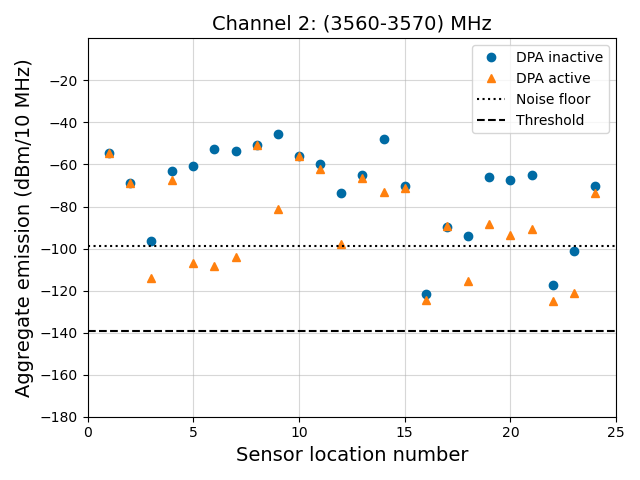 Channel 2: (3560-3570) MHz
Aggregate emission (dBm/10 MHz)
−20
−40
−60
−80
−100
−120
−140
−160
−180
DPA inactive
DPA active
Noise floor
Threshold
0 5 10 15 20 25
Sensor location number